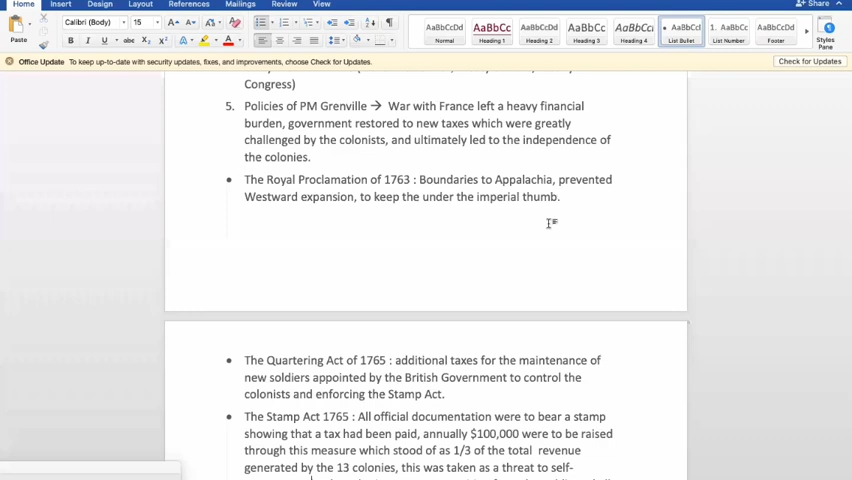 Home Insert Design Layout References Mailings Review View Share
Paste Calibri (Body) 15
AaBbCcDd AaBbCc AaBbCcDd AaBbCcDd AaBbCcDd AaBbCcI 1. AaBbCc AaBbCcDd
B I U abc X₂ X² A A
Normal Heading 1 Heading 2 Heading 3 Heading 4 List Bullet List Number Footer Styles Pane
Office Update To keep up-to-date with security updates, fixes, and improvements, choose Check for Updates. Check for Updates
Congress)
5. Policies of PM Grenville → War with France left a heavy financial
burden, government restored to new taxes which were greatly
challenged by the colonists, and ultimately led to the independence of
the colonies.
• The Royal Proclamation of 1763 : Boundaries to Appalachia, prevented
Westward expansion, to keep the under the imperial thumb.
• The Quartering Act of 1765 : additional taxes for the maintenance of
new soldiers appointed by the British Government to control the
colonists and enforcing the Stamp Act.
• The Stamp Act 1765 : All official documentation were to bear a stamp
showing that a tax had been paid, annually $100,000 were to be raised
through this measure which stood of as 1/3 of the total revenue
generated by the 13 colonies, this was taken as a threat to self-